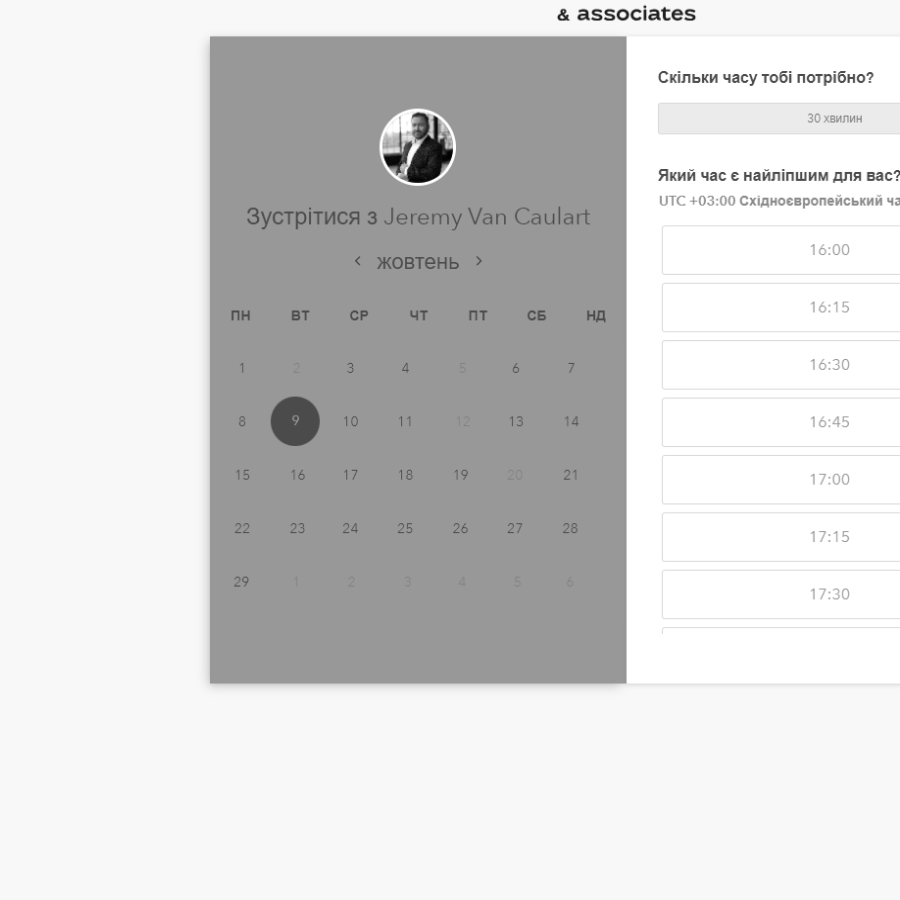 & associates
Зустрітися з Jeremy Van Caulart
жовтень
ПН ВТ СР ЧТ ПТ СБ НД
1 2 3 4 5 6 7
8 9 10 11 12 13 14
15 16 17 18 19 20 21
22 23 24 25 26 27 28
29 1 2 3 4 5 6
Скільки часу тобі потрібно?
30 хвилин
Який час є найліпшим для вас?
UTC +03:00 Східноєвропейський ча
16:00
16:15
16:30
16:45
17:00
17:15
17:30